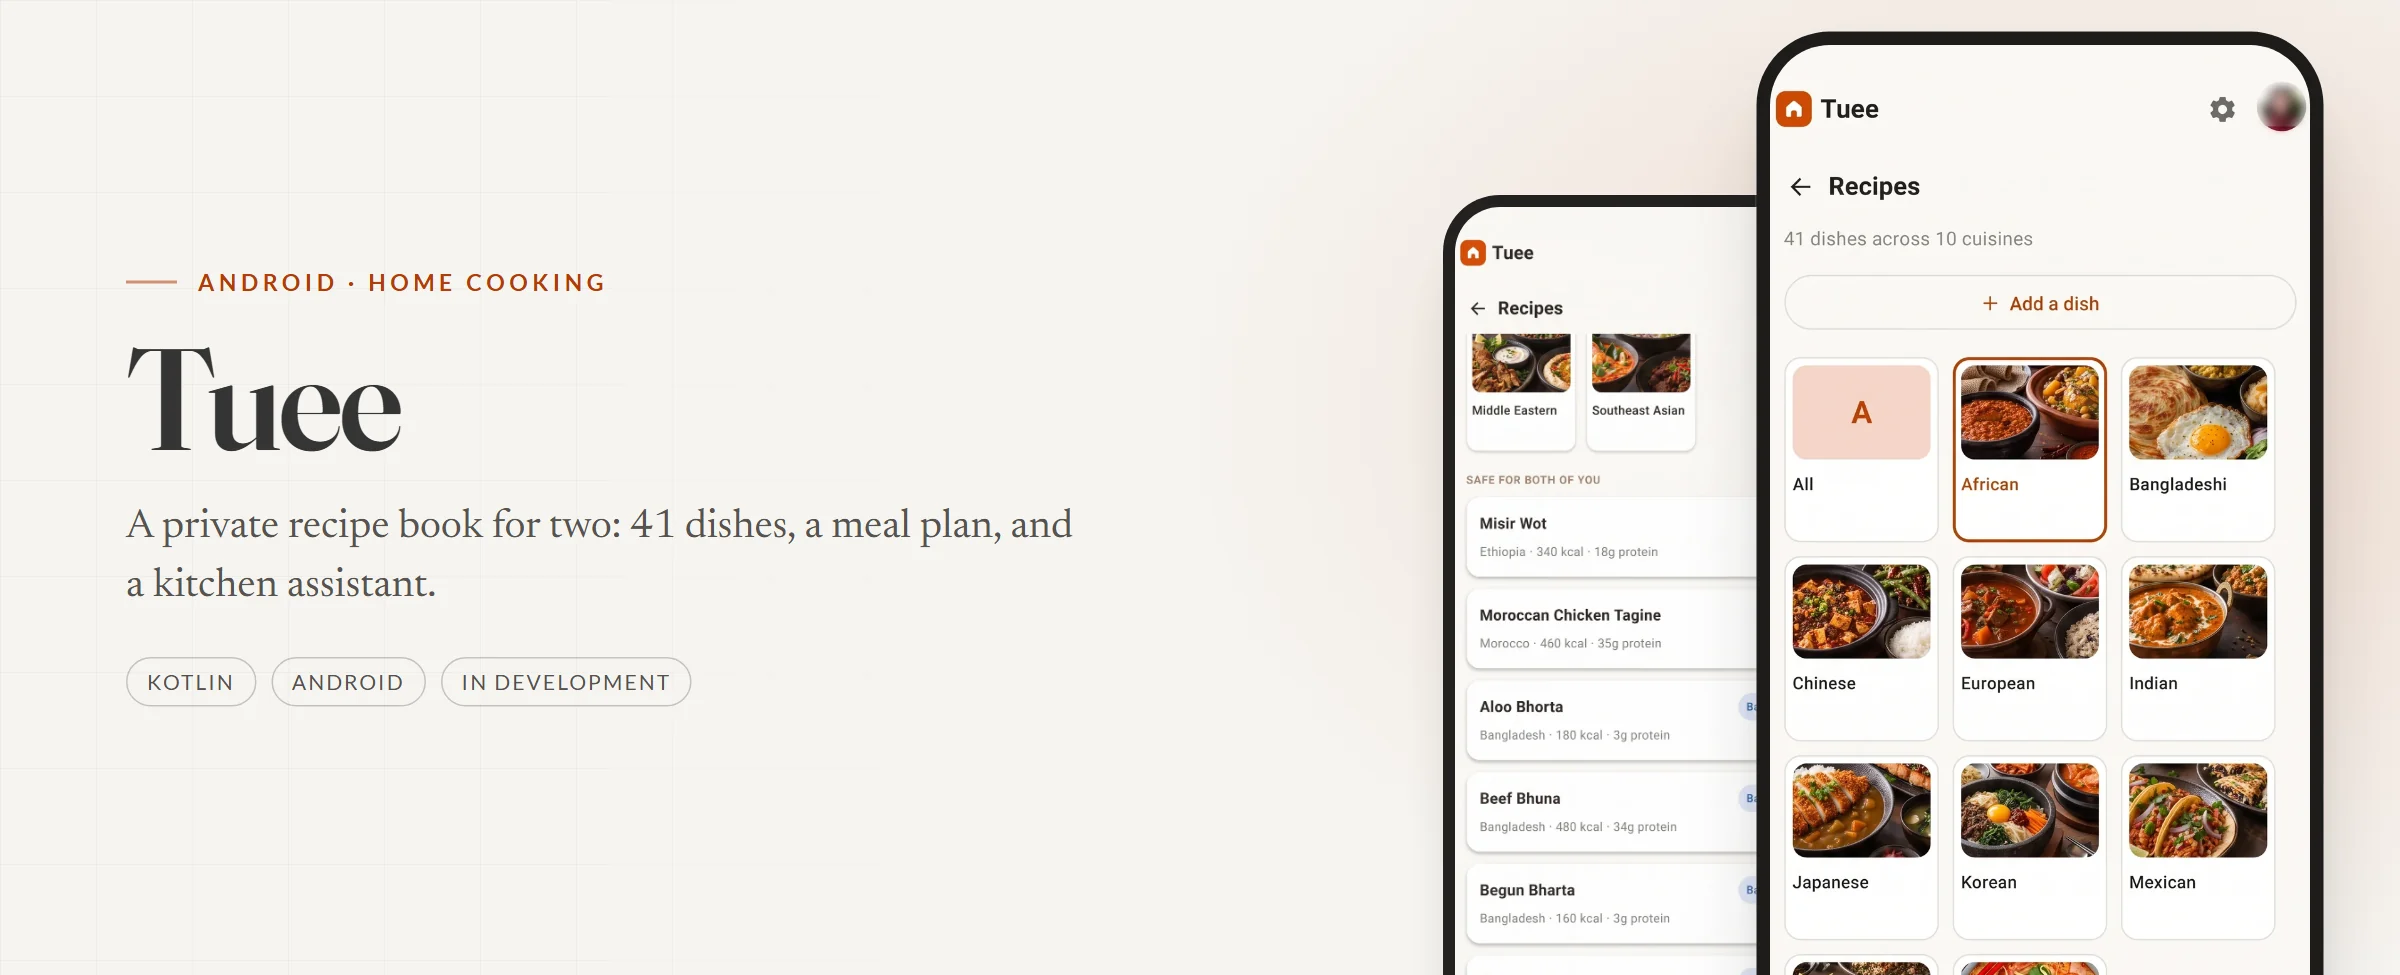 ANDROID · HOME COOKING
Tuee
A private recipe book for two: 41 dishes, a meal plan, and
a kitchen assistant.
KOTLIN
ANDROID
IN DEVELOPMENT
Tuee
Recipes
Middle Eastern
Southeast Asian
SAFE FOR BOTH OF YOU
Misir Wot
Ethiopia · 340 kcal · 18g protein
Moroccan Chicken Tagine
Morocco · 460 kcal · 35g protein
Aloo Bhorta
Bangladesh · 180 kcal · 3g protein
Beef Bhuna
Bangladesh · 480 kcal · 34g protein
Begun Bharta
Bangladesh · 160 kcal · 3g protein
Tuee
Recipes
41 dishes across 10 cuisines
+ Add a dish
A
All
African
Bangladeshi
Chinese
European
Indian
Japanese
Korean
Mexican